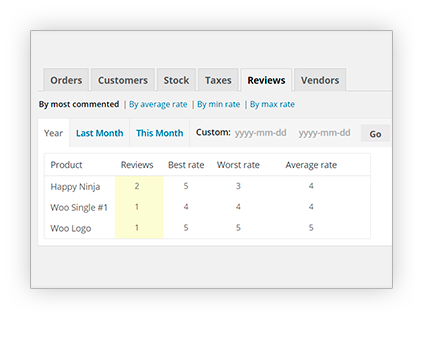 Orders Customers Stock Taxes Reviews Vendors
By most commented | By average rate | By min rate | By max rate
Year Last Month This Month Custom: yyyy-mm-dd yyyy-mm-dd Go
Product Reviews Best rate Worst rate Average rate
Happy Ninja 2 5 3 4
Woo Single #1 1 4 4 4
Woo Logo 1 5 5 5